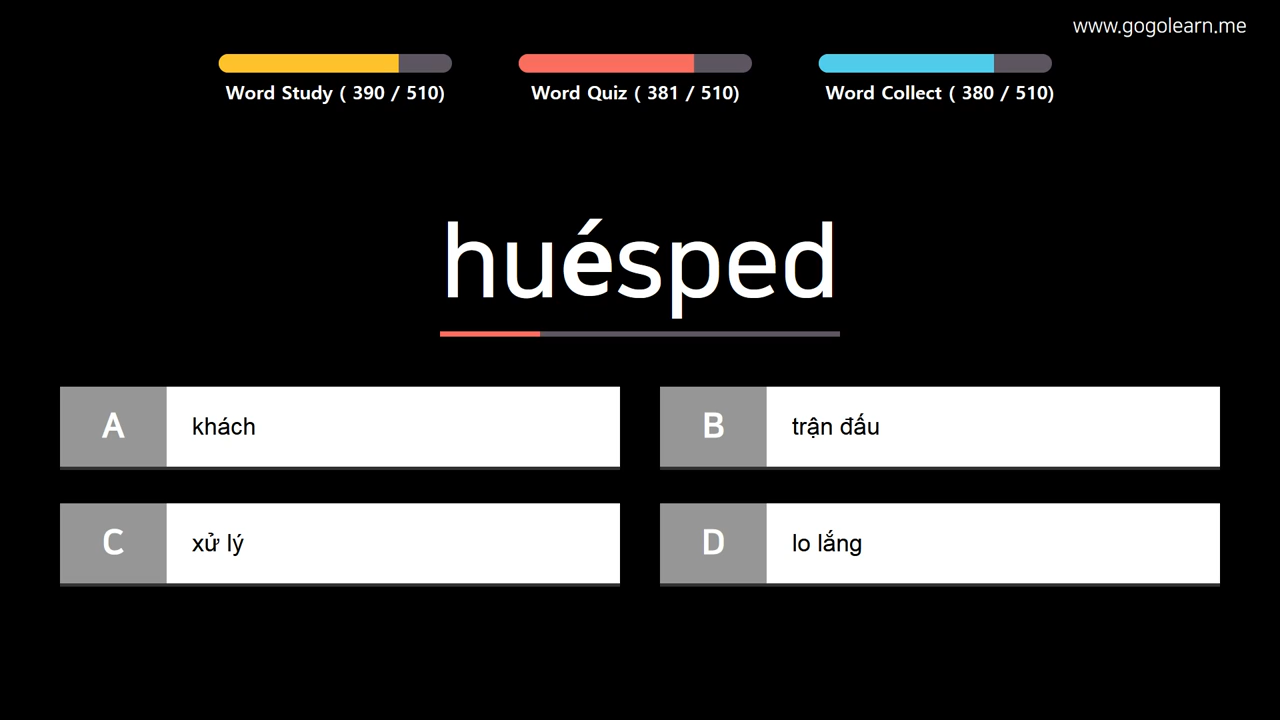 www.gogolearn.me
Word Study ( 390 / 510)
Word Quiz ( 381 / 510)
Word Collect ( 380 / 510)
huésped
A khách
B trận đấu
C xử lý
D lo lắng